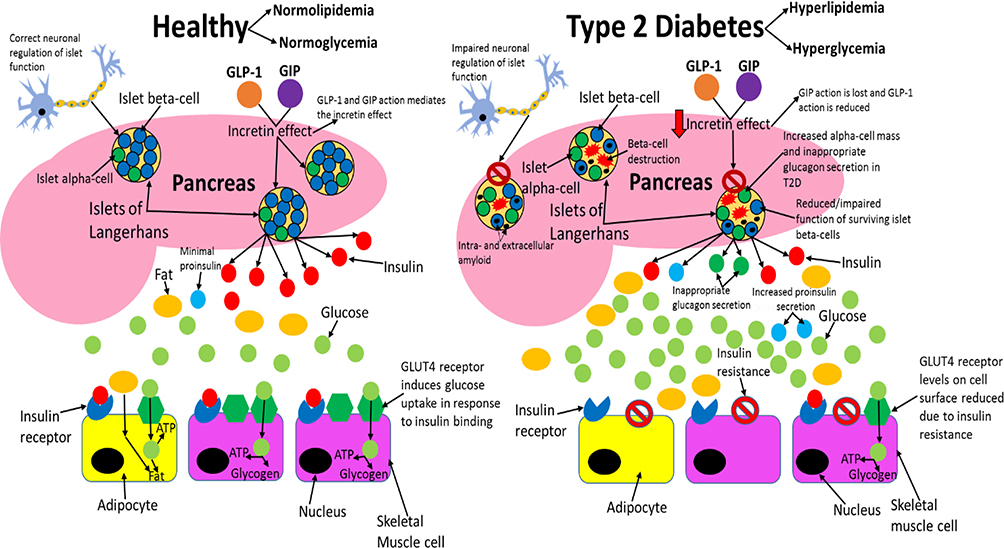 Healthy
Normolipidemia
Normoglycemia
Correct neuronal
regulation of islet
function
GLP-1
GIP
Islet beta-cell
GLP-1 and GIP action mediates
the incretin effect
Incretin effect
Islet alpha-cell
Pancreas
Islets of
Langerhans
Minimal
proinsulin
Fat
Insulin
Glucose
GLUT4 receptor
induces glucose
uptake in response
to insulin binding
Insulin
receptor
ATP
Fat
ATP
Glycogen
ATP
Glycogen
Adipocyte
Nucleus
Skeletal
Muscle cell
Type 2 Diabetes
Hyperlipidemia
Hyperglycemia
Impaired neuronal
regulation of islet
function
GLP-1
GIP
Islet beta-cell
GIP action is lost and GLP-1
action is reduced
Incretin effect
Beta-cell
destruction
Increased alpha-cell mass
and inappropriate
glucagon secretion in
T2D
Islet
alpha-cell
Pancreas
Islets of
Langerhans
Reduced/impaired
function of surviving islet
beta-cells
Intra- and extracellular
amyloid
Insulin
Inappropriate
glucagon secretion
Increased proinsulin
secretion
Glucose
Insulin
resistance
GLUT4 receptor
levels on cell
surface reduced
due to insulin
resistance
Insulin
receptor
ATP
Glycogen
Adipocyte
Nucleus
Skeletal
muscle cell